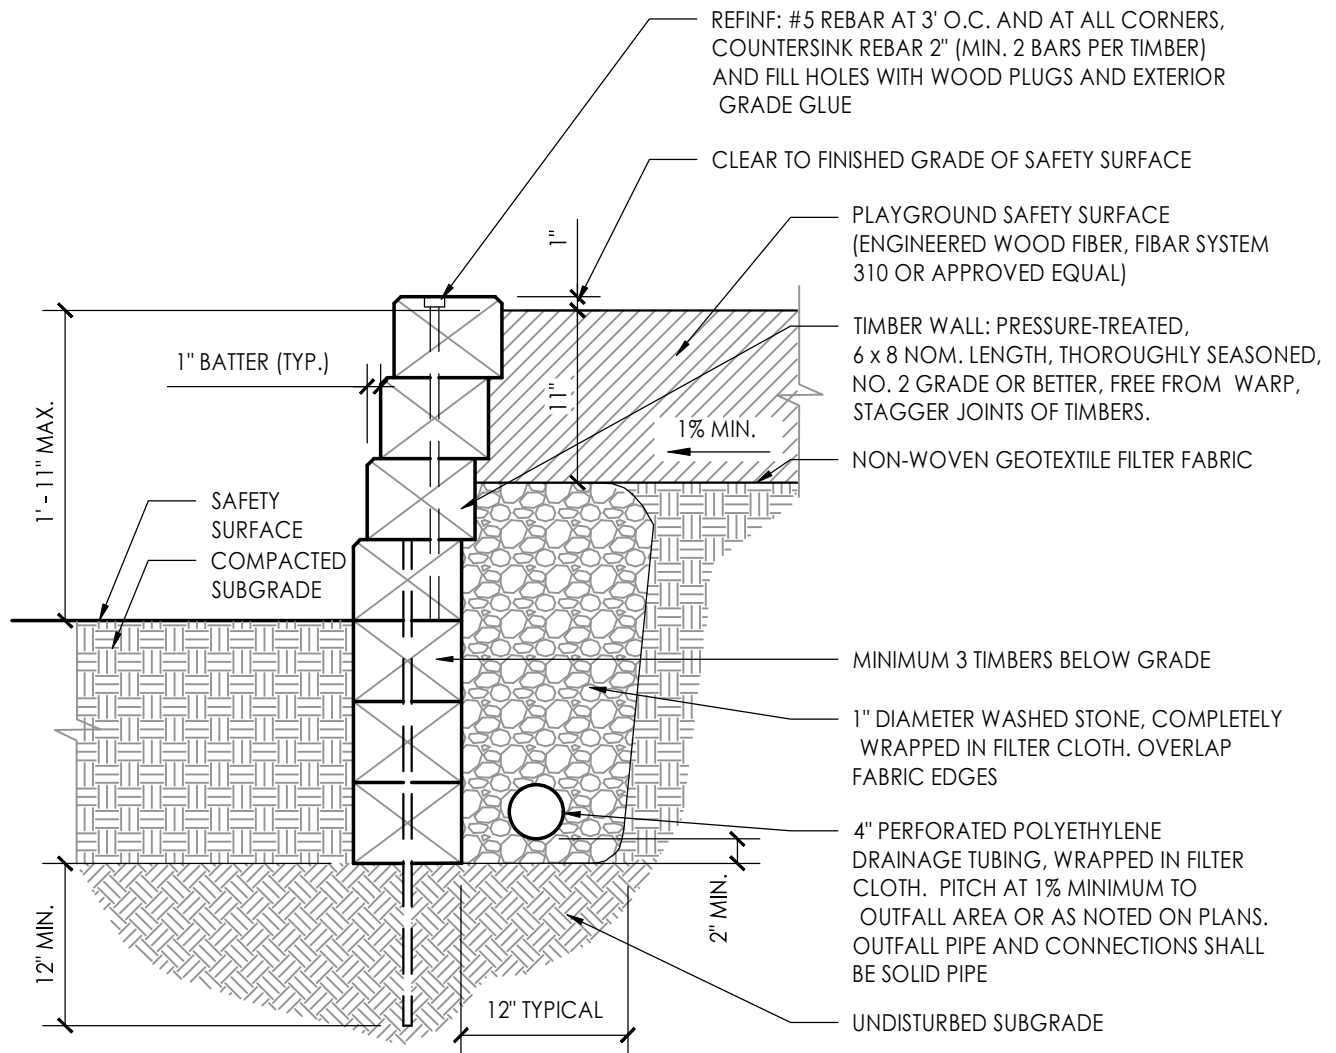 REFINF: #5 REBAR AT 3' O.C. AND AT ALL CORNERS,
COUNTERSINK REBAR 2" (MIN. 2 BARS PER TIMBER)
AND FILL HOLES WITH WOOD PLUGS AND EXTERIOR
GRADE GLUE
CLEAR TO FINISHED GRADE OF SAFETY SURFACE
PLAYGROUND SAFETY SURFACE
(ENGINEERED WOOD FIBER, FIBAR SYSTEM
310 OR APPROVED EQUAL)
1"
TIMBER WALL: PRESSURE-TREATED,
6 x 8 NOM. LENGTH, THOROUGHLY SEASONED,
NO. 2 GRADE OR BETTER, FREE FROM WARP,
STAGGER JOINTS OF TIMBERS.
1" BATTER (TYP.)
11"
1% MIN.
NON-WOVEN GEOTEXTILE FILTER FABRIC
1' - 11" MAX.
SAFETY
SURFACE
COMPACTED
SUBGRADE
MINIMUM 3 TIMBERS BELOW GRADE
1" DIAMETER WASHED STONE, COMPLETELY
WRAPPED IN FILTER CLOTH. OVERLAP
FABRIC EDGES
4" PERFORATED POLYETHYLENE
DRAINAGE TUBING, WRAPPED IN FILTER
CLOTH. PITCH AT 1% MINIMUM TO
OUTFALL AREA OR AS NOTED ON PLANS.
OUTFALL PIPE AND CONNECTIONS SHALL
BE SOLID PIPE
2" MIN.
12" MIN.
12" TYPICAL
UNDISTURBED SUBGRADE